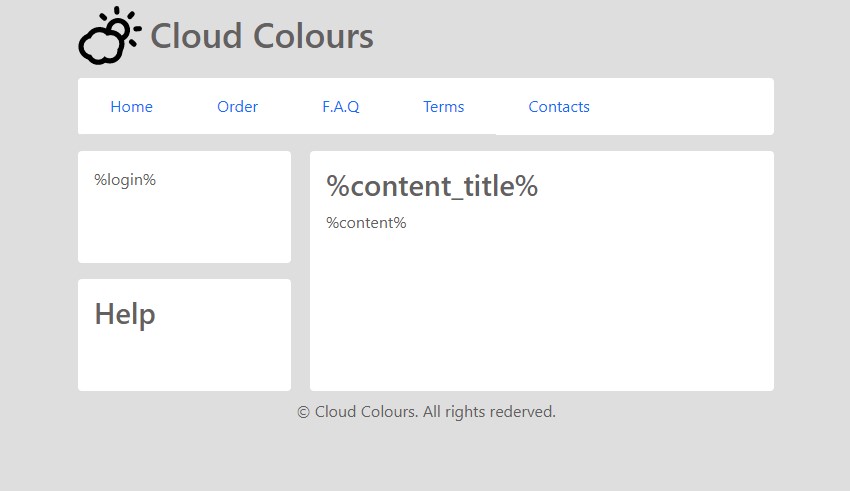 Cloud Colours
Home Order F.A.Q Terms Contacts
%login%
Help
%content_title%
%content%
© Cloud Colours. All rights rederved.